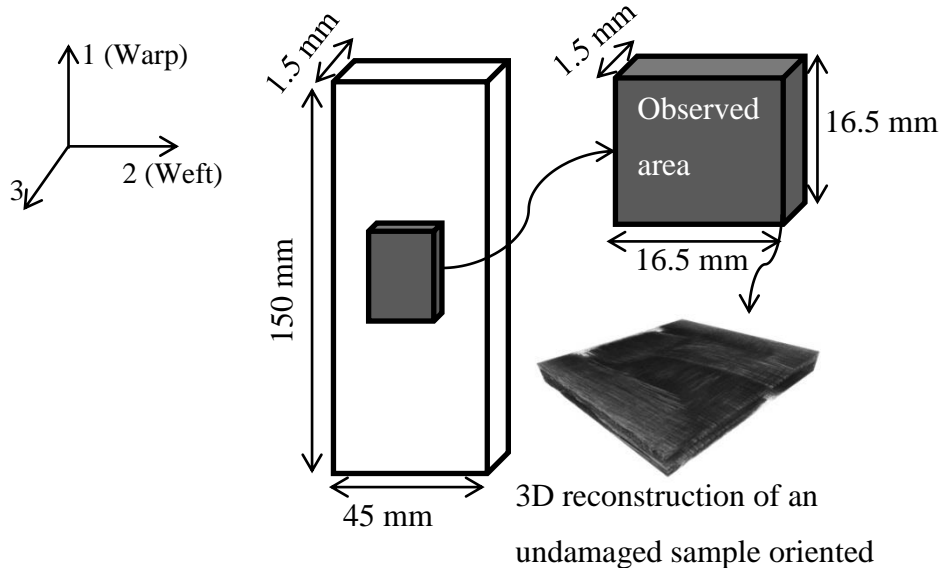 1 (Warp)
2 (Weft)
3
1.5 mm
150 mm
45 mm
1.5 mm
Observed
area
16.5 mm
16.5 mm
3D reconstruction of an
undamaged sample oriented